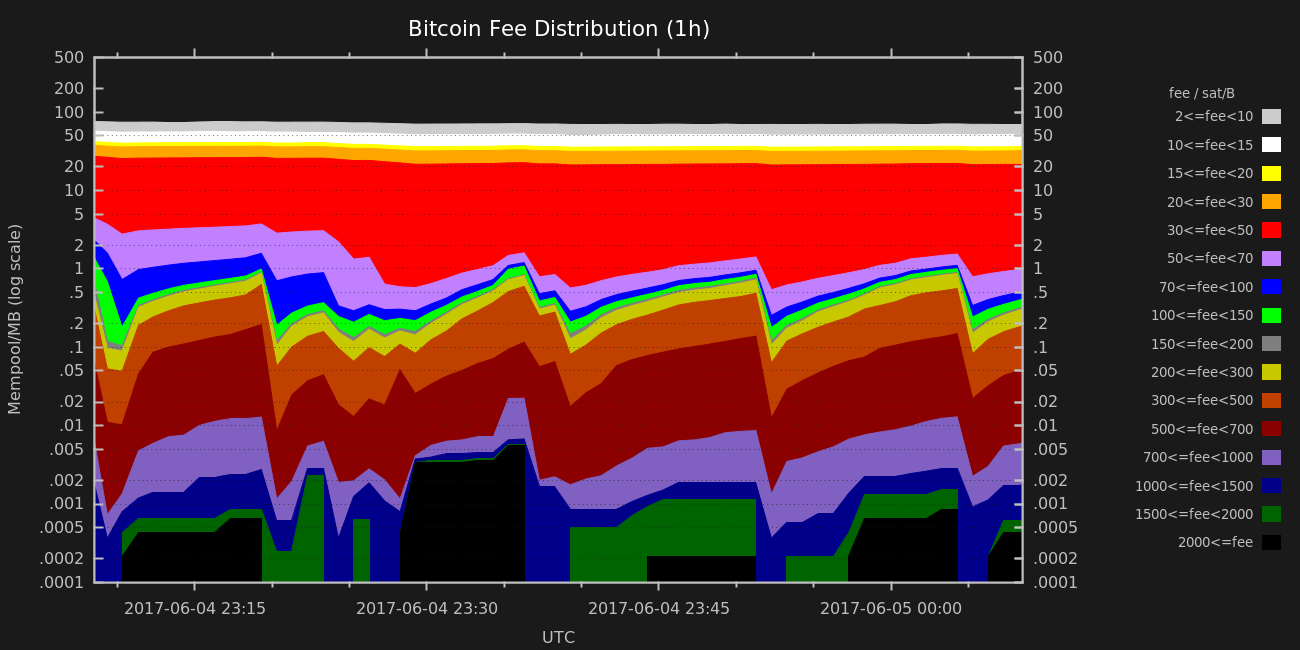 Bitcoin Fee Distribution (1h)
500
200
100
50
20
10
5
2
1
.5
.2
.1
.05
.02
.01
.005
.002
.001
.0005
.0002
.0001
Mempool/MB (log scale)
500
200
100
50
20
10
5
2
1
.5
.2
.1
.05
.02
.01
.005
.002
.001
.0005
.0002
.0001
2017-06-04 23:15
2017-06-04 23:30
2017-06-04 23:45
2017-06-05 00:00
UTC
fee / sat/B
2<=fee<10
10<=fee<15
15<=fee<20
20<=fee<30
30<=fee<50
50<=fee<70
70<=fee<100
100<=fee<150
150<=fee<200
200<=fee<300
300<=fee<500
500<=fee<700
700<=fee<1000
1000<=fee<1500
1500<=fee<2000
2000<=fee